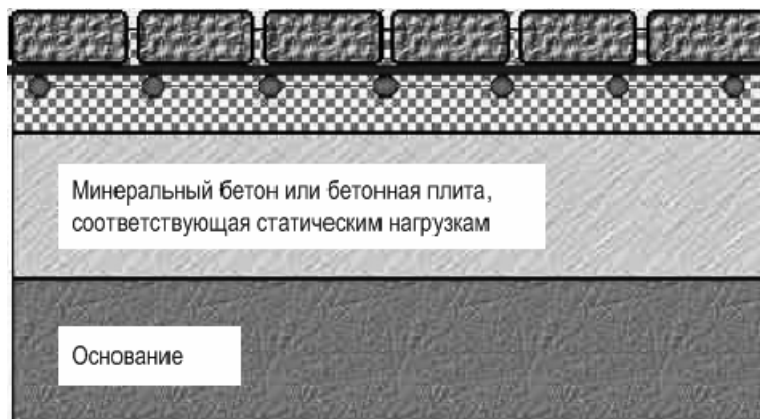 Минеральный бетон или бетонная плита,
соответствующая статическим нагрузкам
Основание